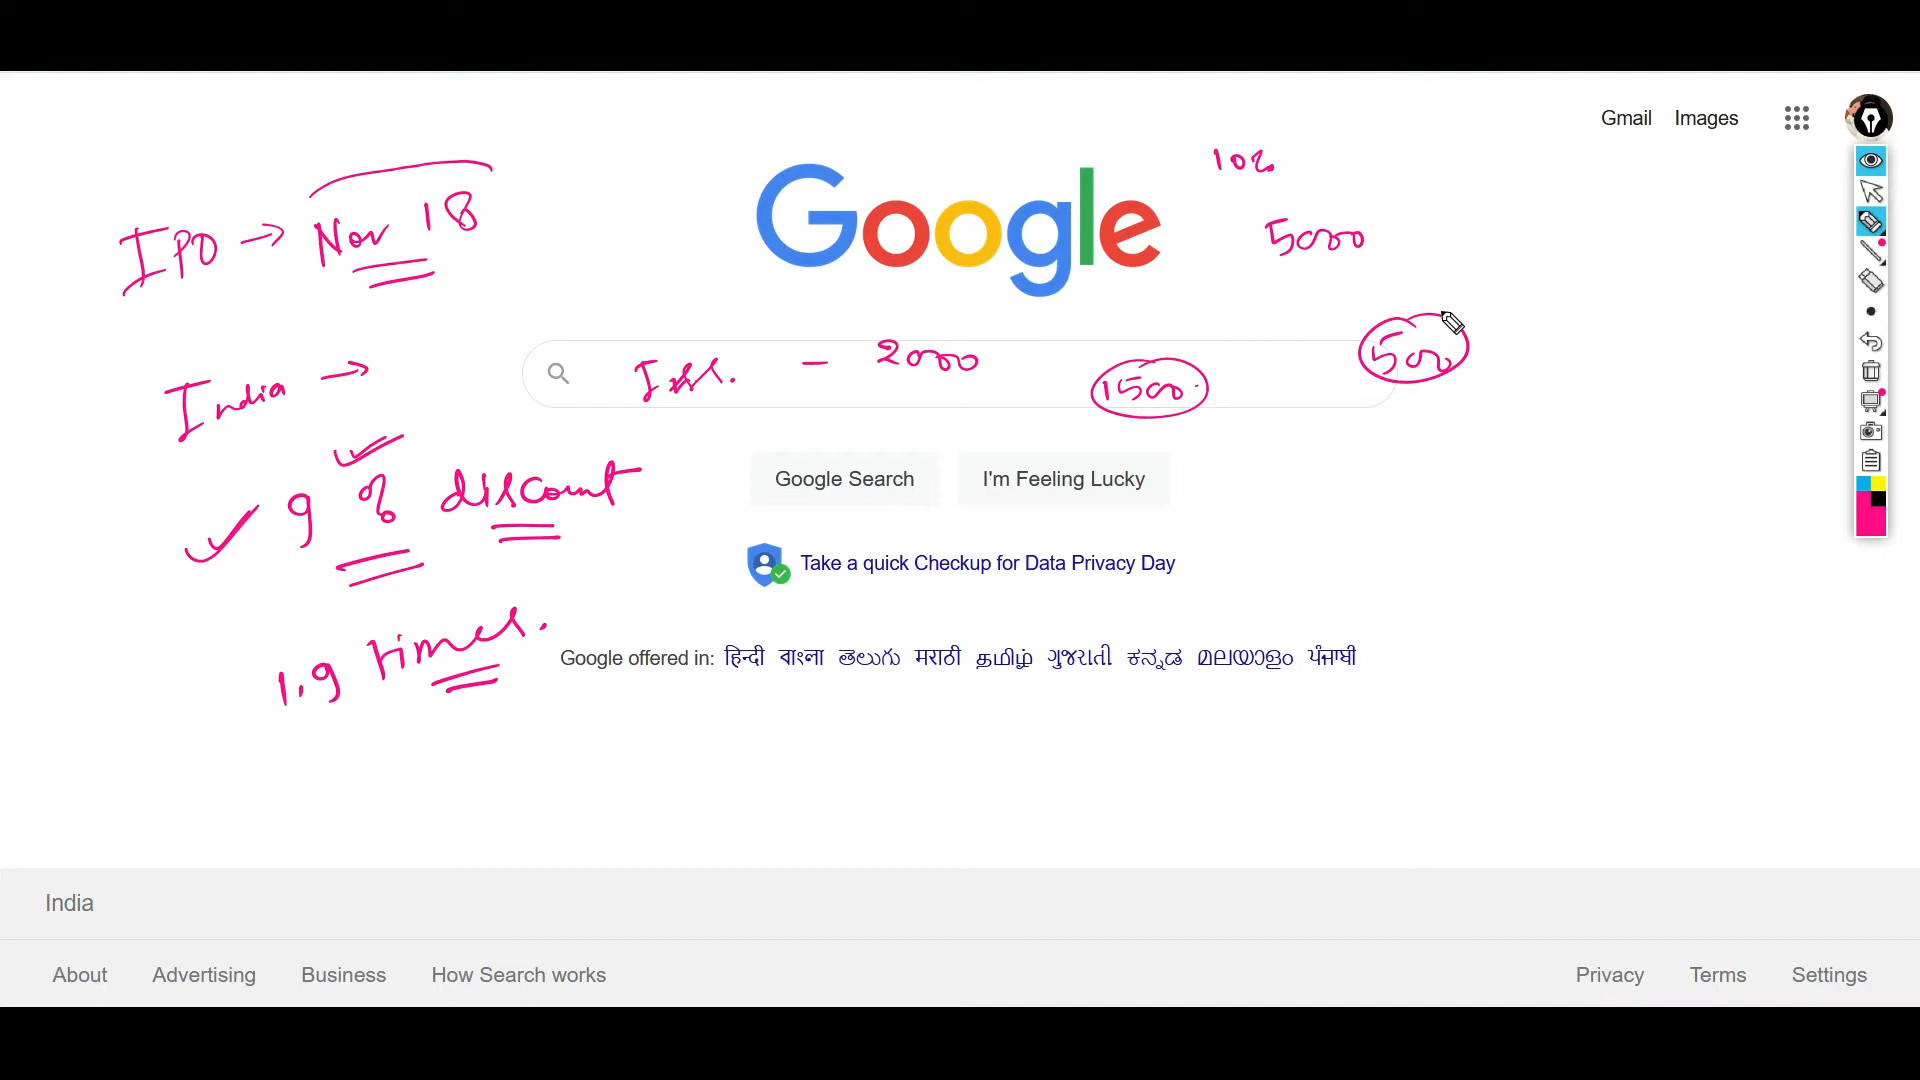 Gmail Images
10%
IPO → Nov 18
Google
5000
India →
- 2000
1500
500
9 % discount
Google Search I'm Feeling Lucky
Take a quick Checkup for Data Privacy Day
1.9 times.
Google offered in: हिन्दी বাংলা తెలుగు मराठी தமிழ் ગુજરાતી ಕನ್ನಡ മലയാളം ਪੰਜਾਬੀ
India
About Advertising Business How Search works Privacy Terms Settings